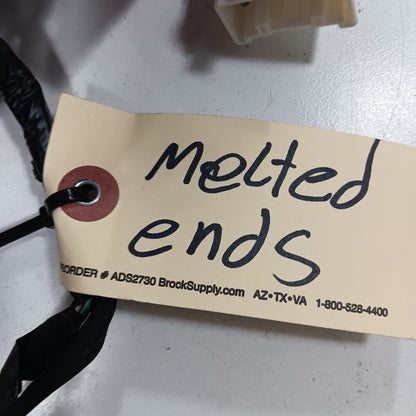 Melted
ends
REORDER # ADS2730 BrockSupply.com AZ•TX•VA 1-800-528-4400